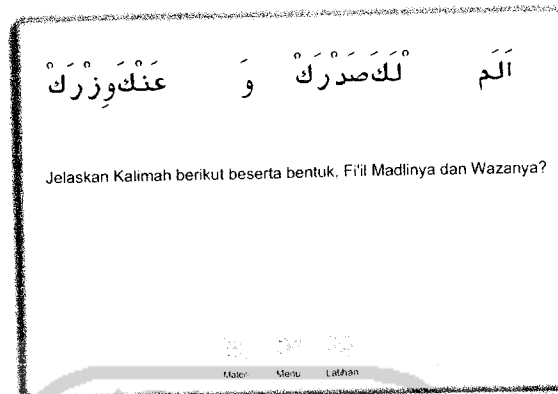 اَلَم ْلَكَصَدْرَكْ وَ عَنْكَوِزْرَكْ
Jelaskan Kalimah berikut beserta bentuk, Fi'il Madlinya dan Wazanya?
Materi Menu Latihan